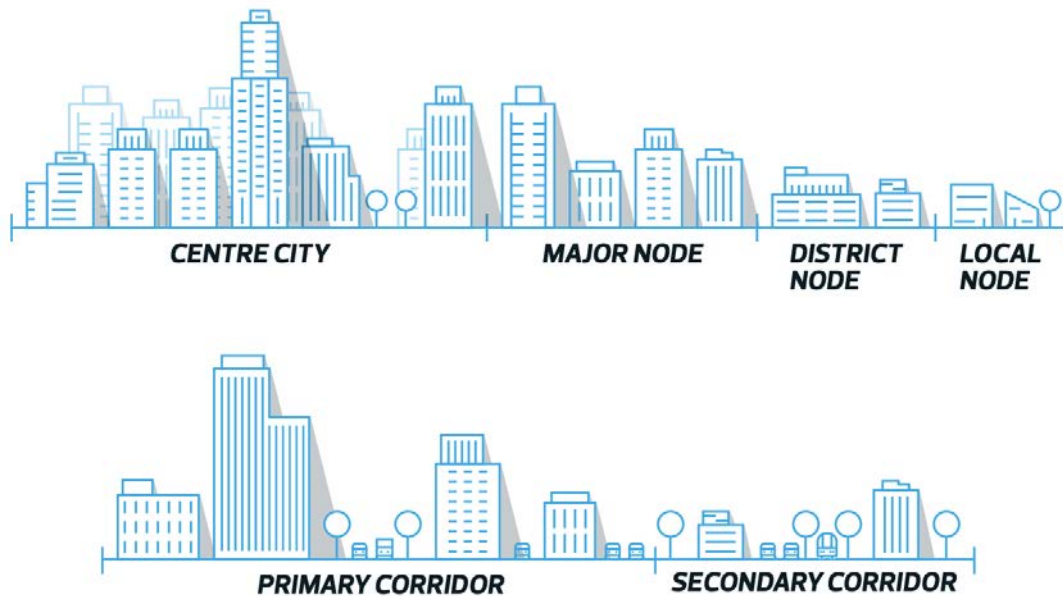 CENTRE CITY
MAJOR NODE
DISTRICT
NODE
LOCAL
NODE
PRIMARY CORRIDOR
SECONDARY CORRIDOR